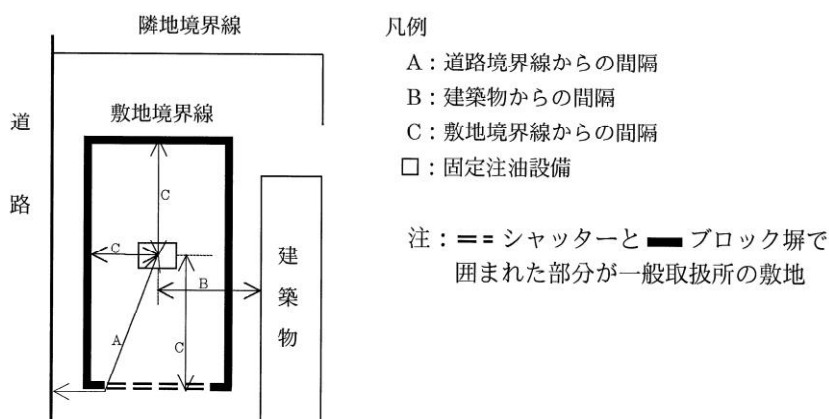 隣地境界線
敷地境界線
道
路
C
C
B
A
C
建
築
物
凡例
A：道路境界線からの間隔
B：建築物からの間隔
C：敷地境界線からの間隔
□：固定注油設備
注：＝＝シャッターと━ブロック塀で
囲まれた部分が一般取扱所の敷地